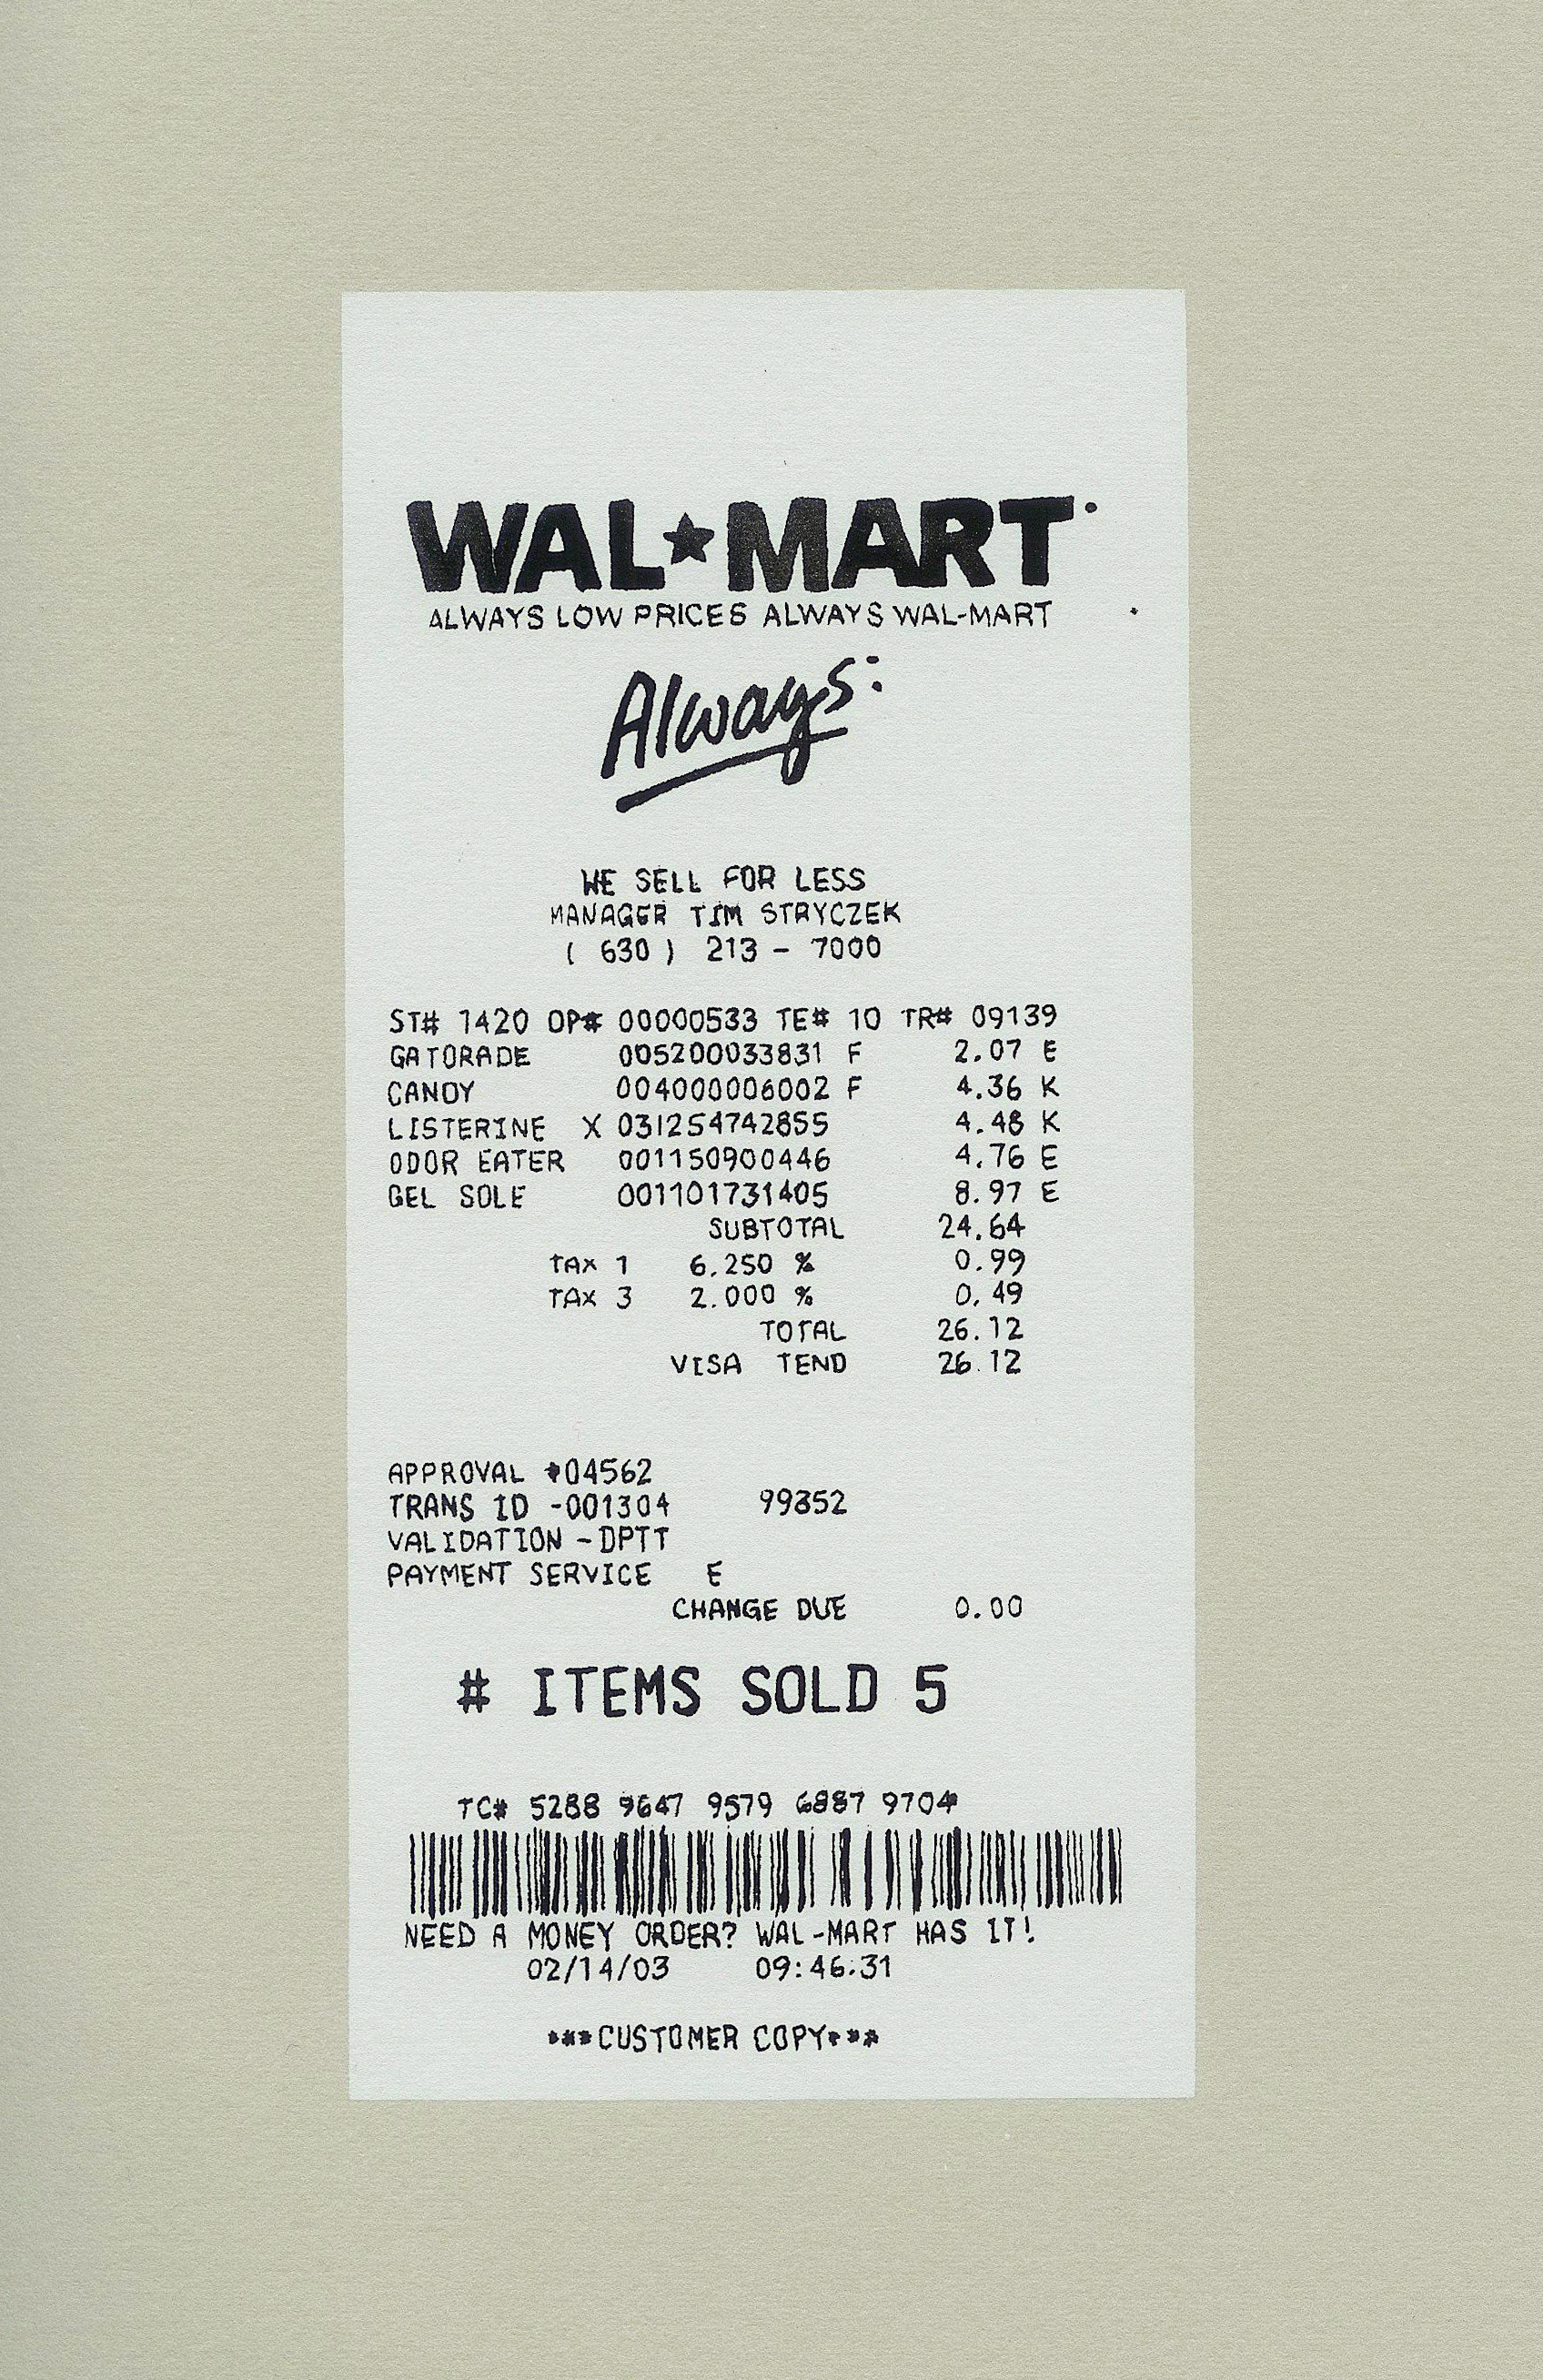 WAL★MART
ALWAYS LOW PRICES ALWAYS WAL-MART
Always:
WE SELL FOR LESS
MANAGER TIM STRYCZEK
( 630 ) 213 - 7000
ST# 1420 OP# 00000533 TE# 10 TR# 09139
GATORADE 005200033831 F 2.07 E
CANDY 004000006002 F 4.36 K
LISTERINE X 031254742855 4.48 K
ODOR EATER 001150900446 4.76 E
GEL SOLE 001101731405 8.97 E
SUBTOTAL 24.64
TAX 1 6.250 % 0.99
TAX 3 2.000 % 0.49
TOTAL 26.12
VISA TEND 26.12
APPROVAL #04562
TRANS ID -001304 99352
VALIDATION -DPTT
PAYMENT SERVICE E
CHANGE DUE 0.00
# ITEMS SOLD 5
TC# 5288 9647 9579 6887 9704
NEED A MONEY ORDER? WAL-MART HAS IT!
02/14/03 09:46:31
***CUSTOMER COPY***